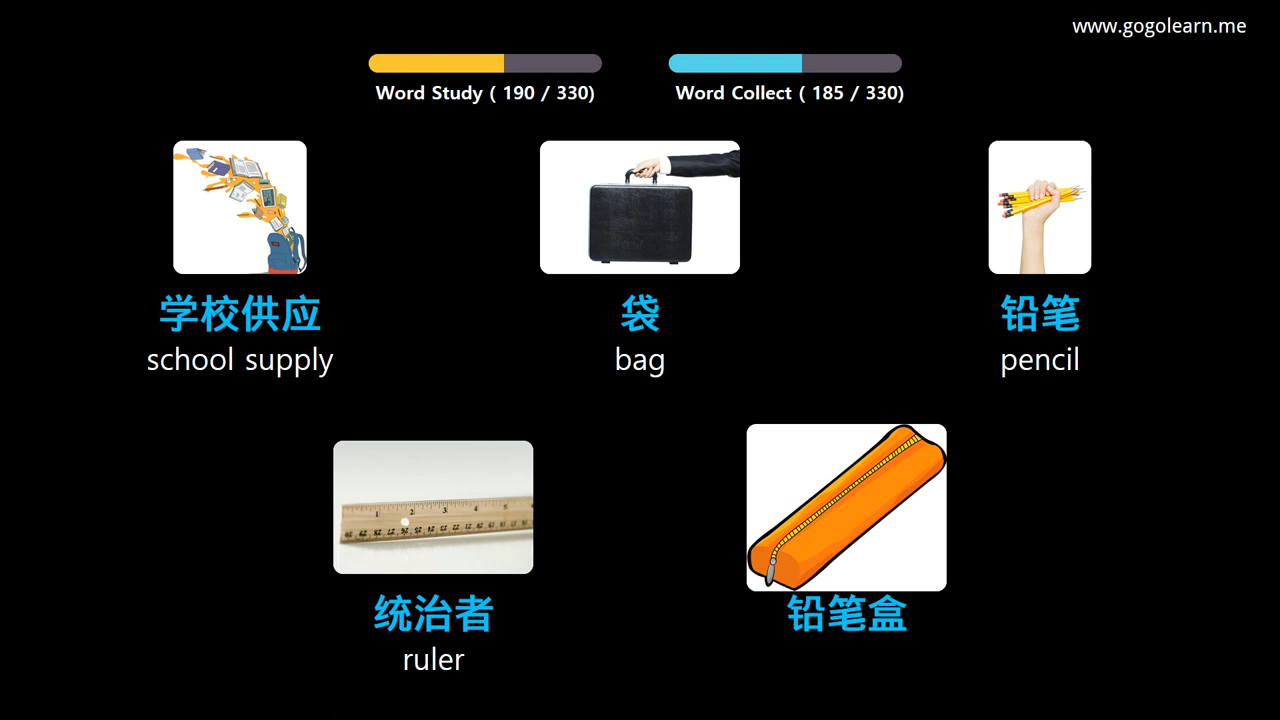 www.gogolearn.me
Word Study ( 190 / 330)
Word Collect ( 185 / 330)
学校供应
school supply
袋
bag
铅笔
pencil
统治者
ruler
铅笔盒